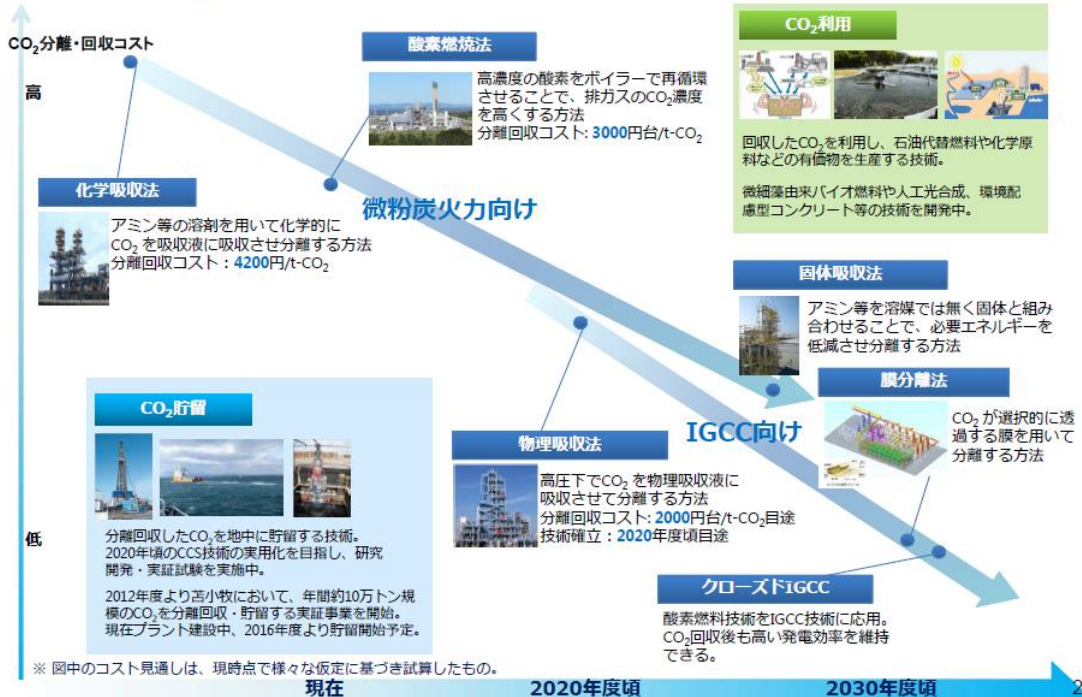 CO₂分離・回収コスト
高
低
酸素燃焼法
高濃度の酸素をボイラーで再循環
させることで、排ガスのCO₂濃度
を高くする方法
分離回収コスト: 3000円台/t-CO₂
CO₂利用
回収したCO₂を利用し、石油代替燃料や化学原
料などの有価物を生産する技術。
微細藻由来バイオ燃料や人工光合成、環境配
慮型コンクリート等の技術を開発中。
化学吸収法
アミン等の溶剤を用いて化学的に
CO₂ を吸収液に吸収させ分離する方法
分離回収コスト：4200円/t-CO₂
微粉炭火力向け
固体吸収法
アミン等を溶媒では無く固体と組み
合わせることで、必要エネルギーを
低減させ分離する方法
膜分離法
CO₂ が選択的に透
過する膜を用いて
分離する方法
IGCC向け
物理吸収法
高圧下でCO₂ を物理吸収液に
吸収させて分離する方法
分離回収コスト: 2000円台/t-CO₂目途
技術確立：2020年度頃目途
CO₂貯留
分離回収したCO₂を地中に貯留する技術。
2020年頃のCCS技術の実用化を目指し、研究
開発・実証試験を実施中。
2012年度より苫小牧において、年間約10万トン規
模のCO₂を分離回収・貯留する実証事業を開始。
現在プラント建設中、2016年度より貯留開始予定。
クローズドIGCC
酸素燃料技術をIGCC技術に応用。
CO₂回収後も高い発電効率を維持
できる。
※ 図中のコスト見通しは、現時点で様々な仮定に基づき試算したもの。
現在
2020年度頃
2030年度頃
2